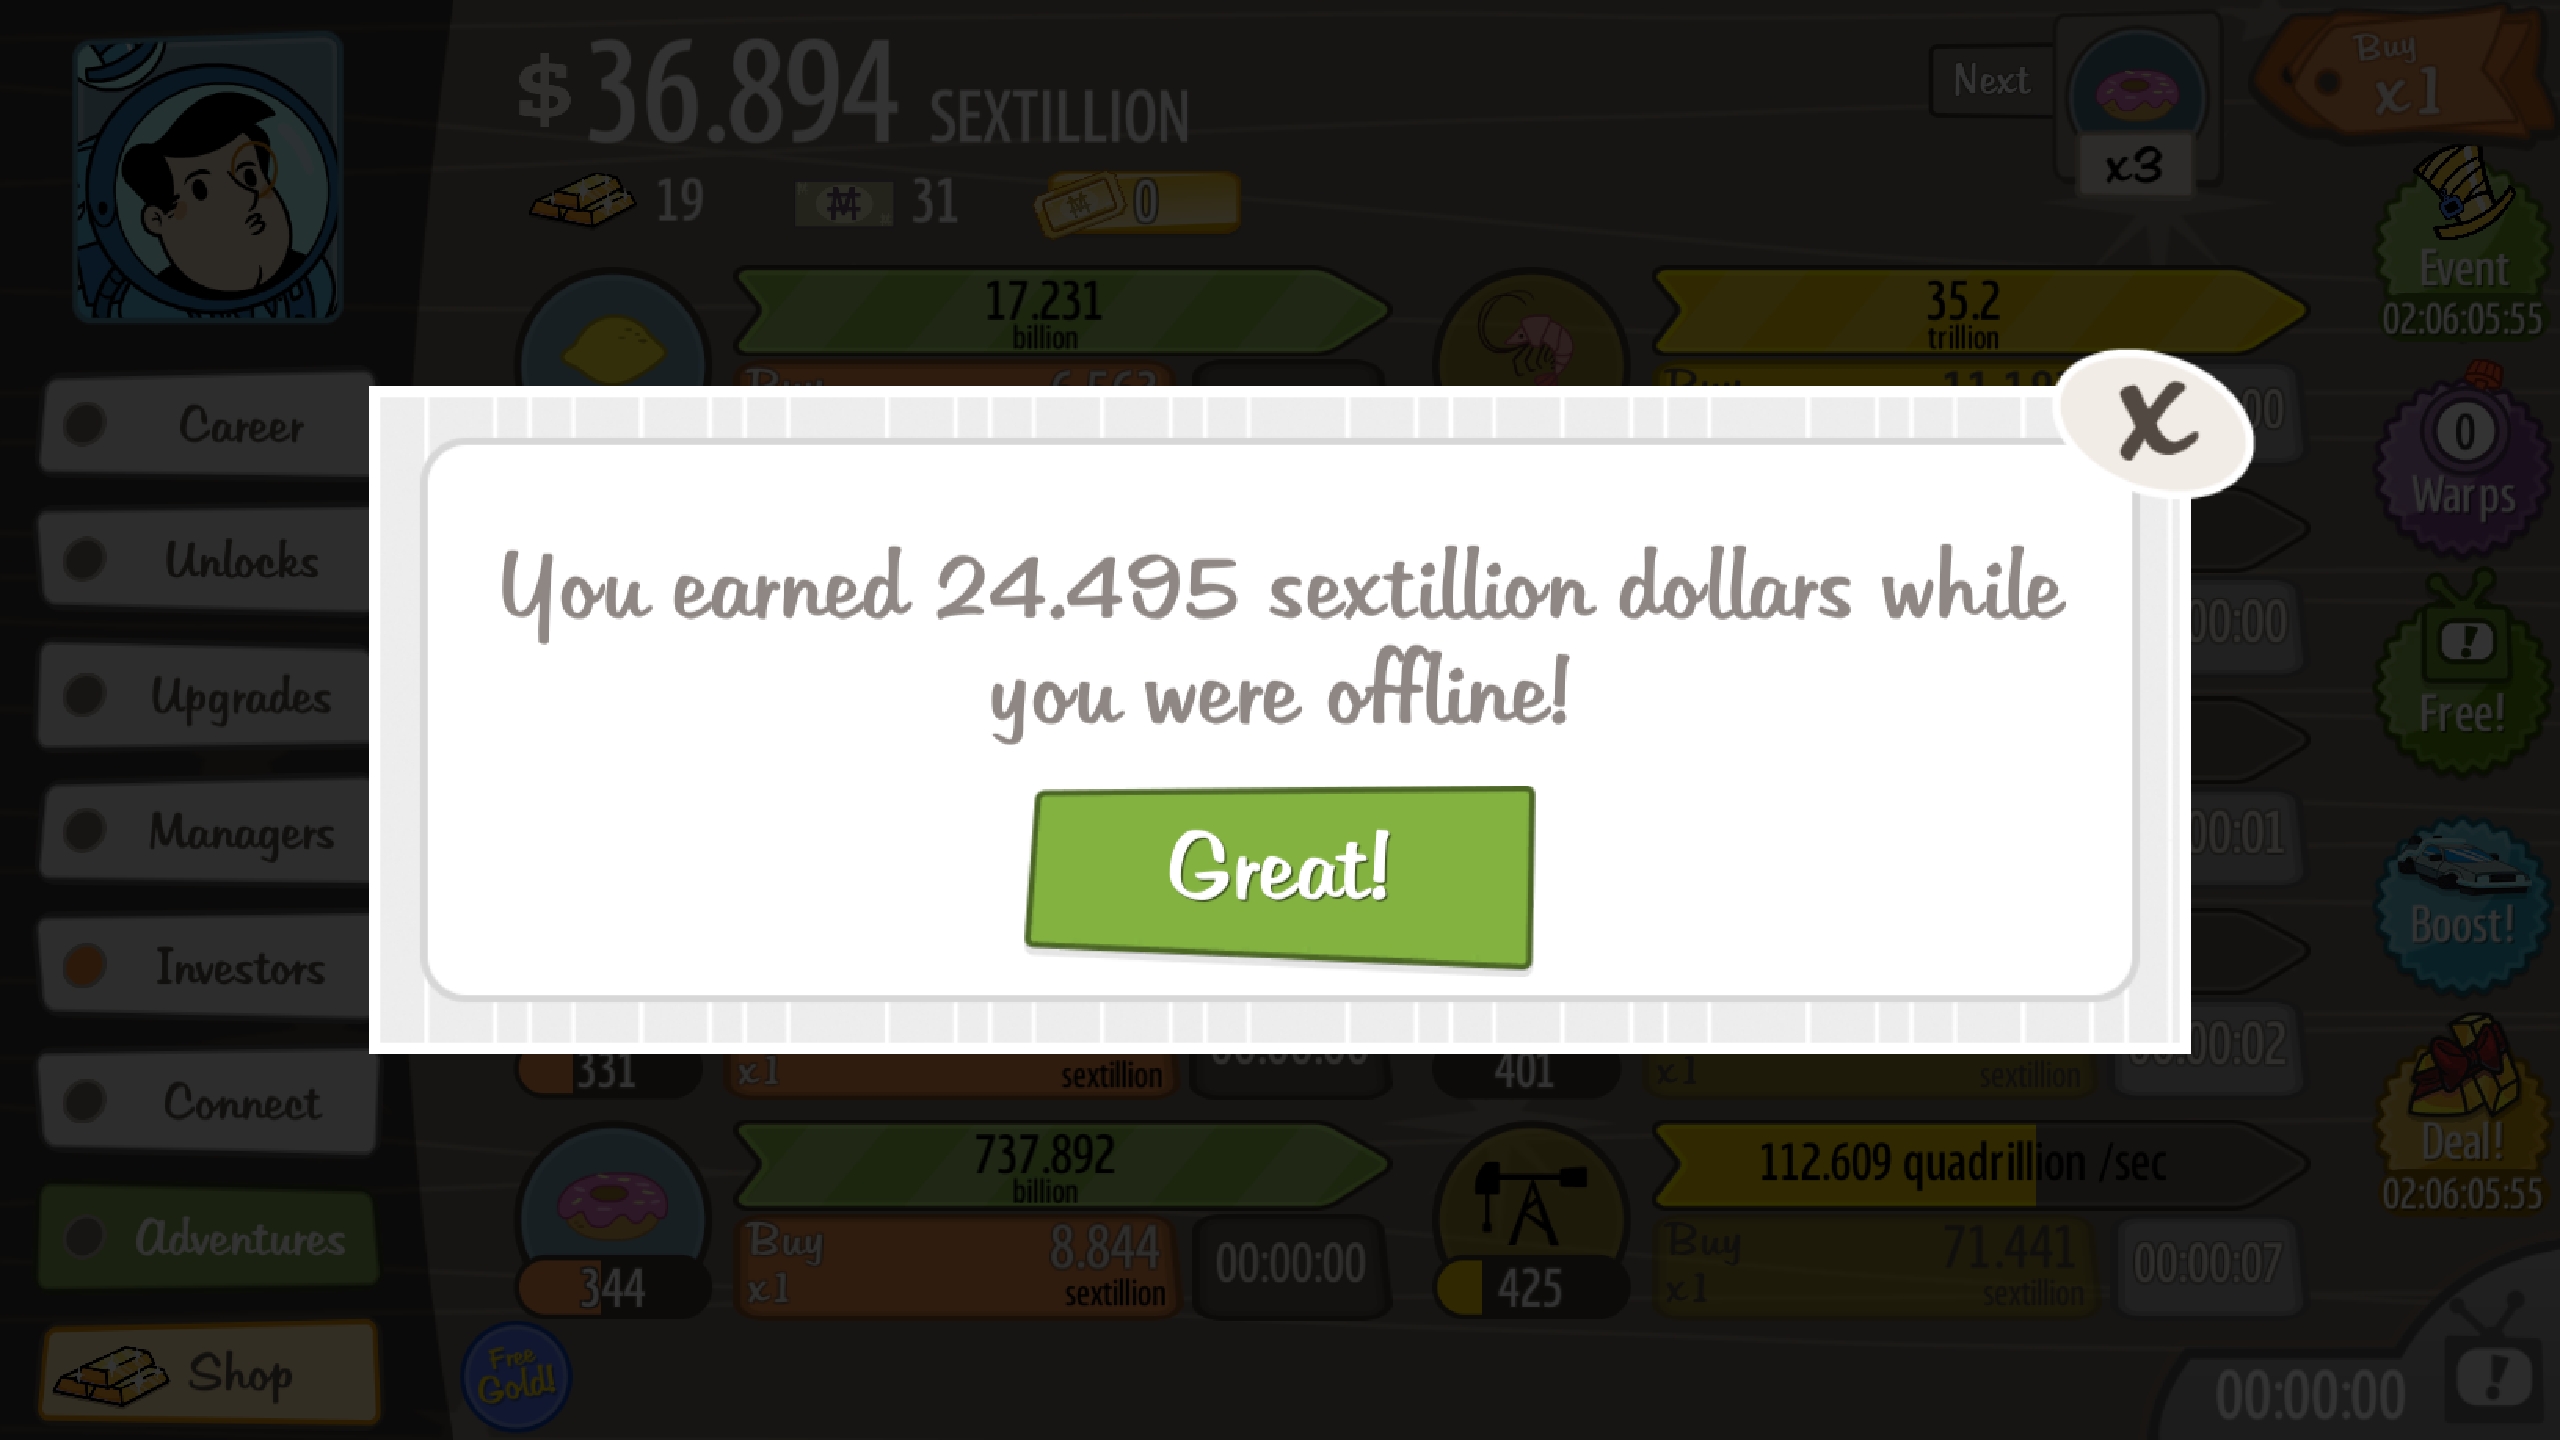 $36.894 SEXTILLION
19
31
0
Next
x3
Buy
x1
Event
02:06:05:55
0
Warps
!
Free!
Boost!
Deal!
02:06:05:55
Career
Unlocks
Upgrades
Managers
Investors
Connect
Adventures
Shop
17.231
billion
35.2
trillion
You earned 24.495 sextillion dollars while
you were offline!
Great!
X
00:01
00:02
331
x1
sextillion
401
x1
sextillion
737.892
billion
Buy 8.844
x1 sextillion
00:00:00
344
112.609 quadrillion /sec
Buy 71.441
x1 sextillion
00:00:07
425
Free
Gold!
00:00:00
!